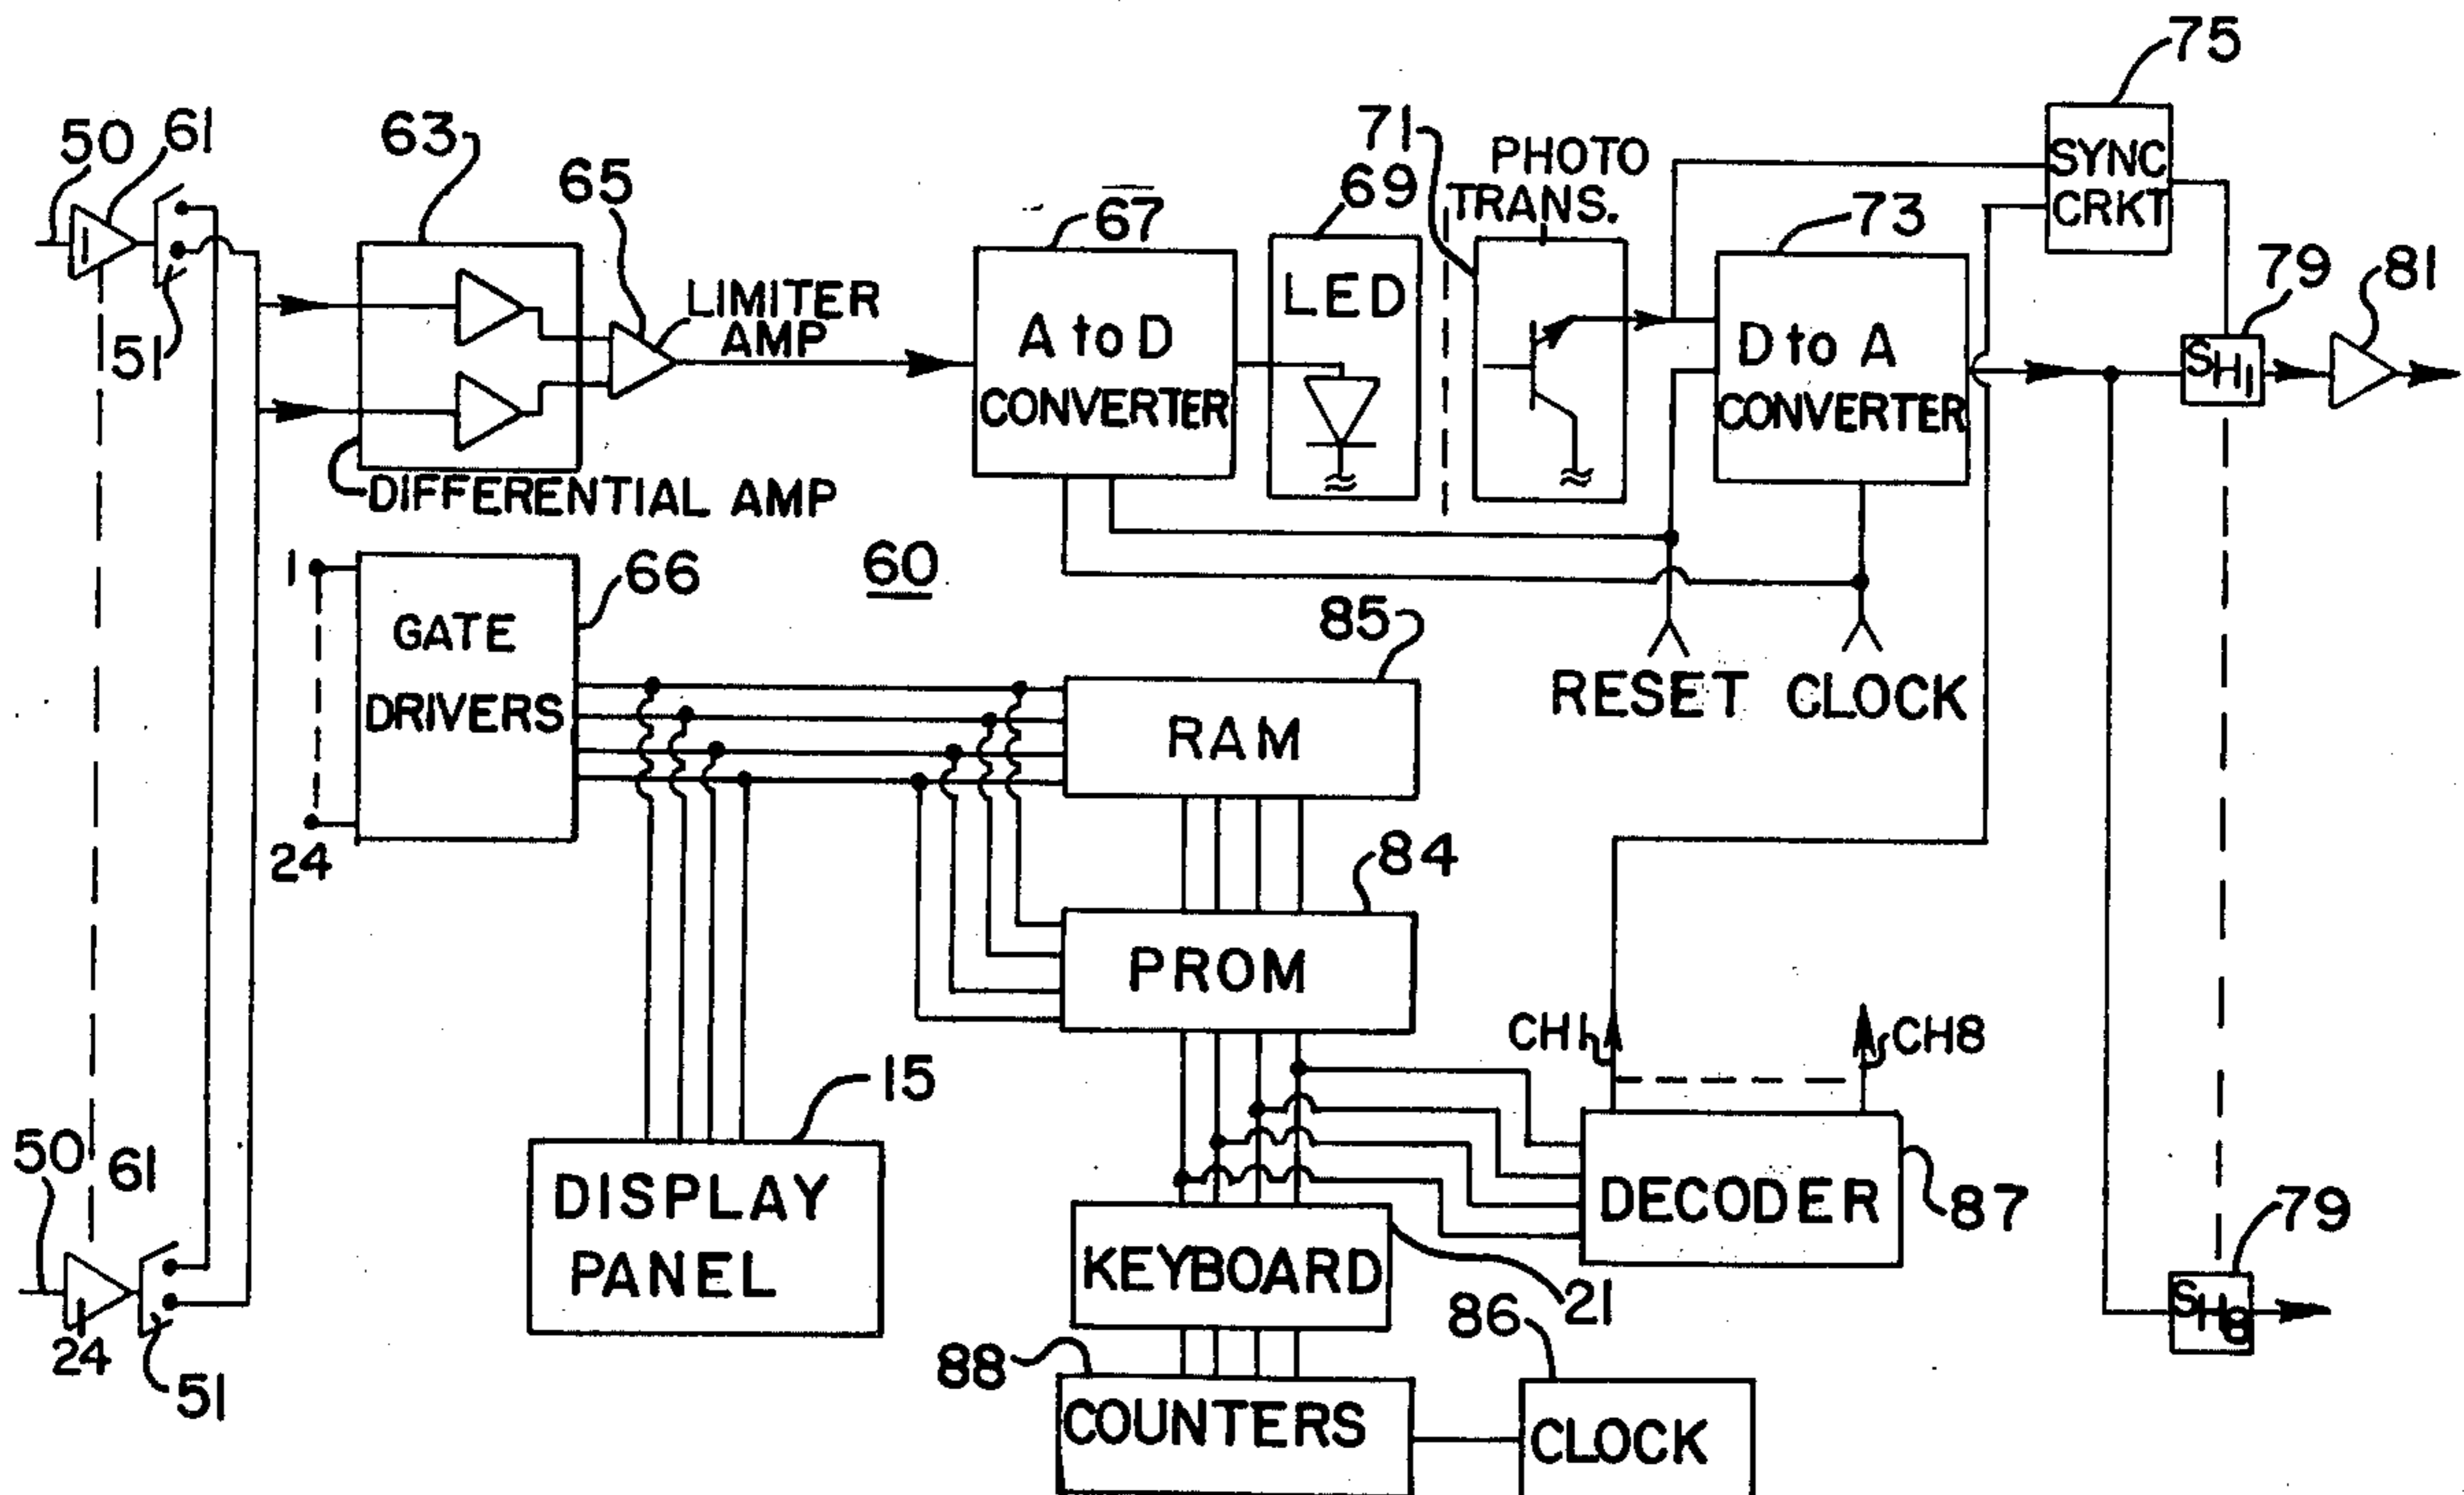 75
50
61
63
65
67
71
69
PHOTO
TRANS.
73
SYNC
CRKT
79
81
1
51
LIMITER
AMP
A to D
CONVERTER
LED
D to A
CONVERTER
SH1
DIFFERENTIAL AMP
1
66
60
GATE
DRIVERS
85
RAM
RESET
CLOCK
24
84
PROM
CH1
CH8
15
50
61
DISPLAY
PANEL
DECODER
87
79
KEYBOARD
21
24
51
88
86
SH8
COUNTERS
CLOCK